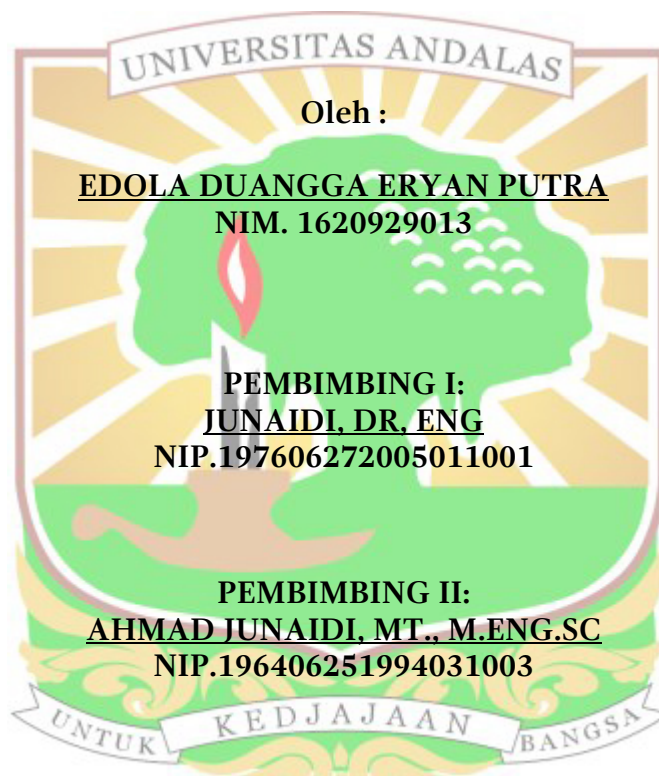 UNIVERSITAS ANDALAS
Oleh :
EDOLA DUANGGA ERYAN PUTRA
NIM. 1620929013
PEMBIMBING I:
JUNAIDI, DR, ENG
NIP.197606272005011001
PEMBIMBING II:
AHMAD JUNAIDI, MT., M.ENG.SC
NIP.196406251994031003
UNTUK KEDJAJAAN BANGSA